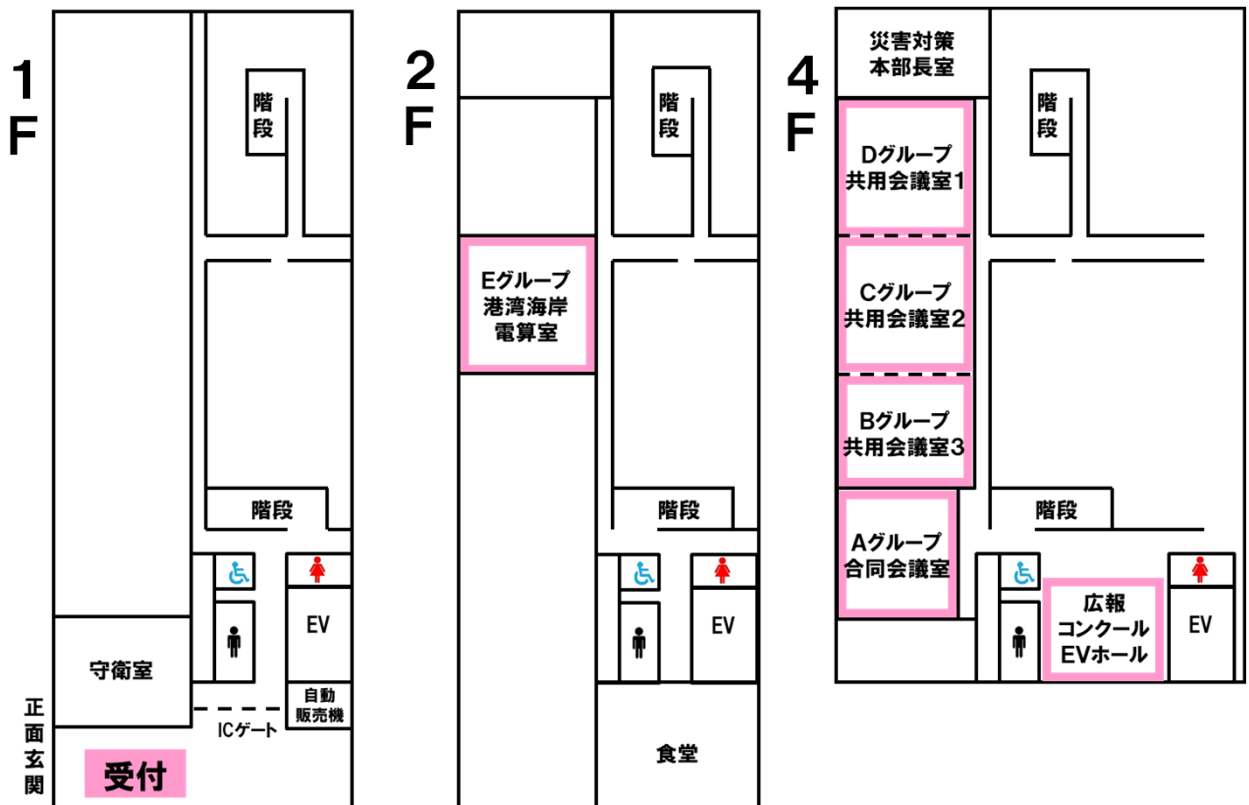 1
F
階
段
階段
EV
守衛室
自動
販売機
ICゲート
正
面
玄
関
受付
2
F
階
段
Eグループ
港湾海岸
電算室
階段
EV
食堂
4
F
災害対策
本部長室
階
段
Dグループ
共用会議室1
Cグループ
共用会議室2
Bグループ
共用会議室3
階段
Aグループ
合同会議室
広報
コンクール
EVホール
EV